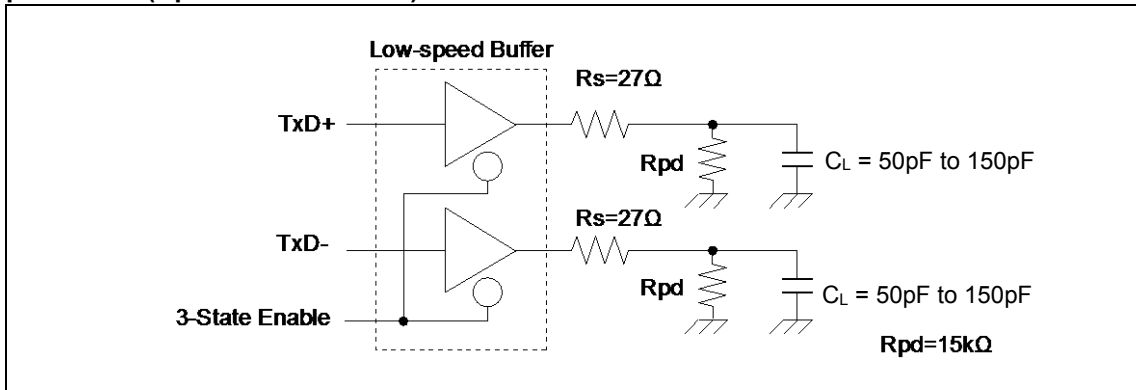 Low-speed Buffer
Rs=27Ω
TxD+
Rpd
CL = 50pF to 150pF
Rs=27Ω
TxD-
Rpd
CL = 50pF to 150pF
3-State Enable
Rpd=15kΩ